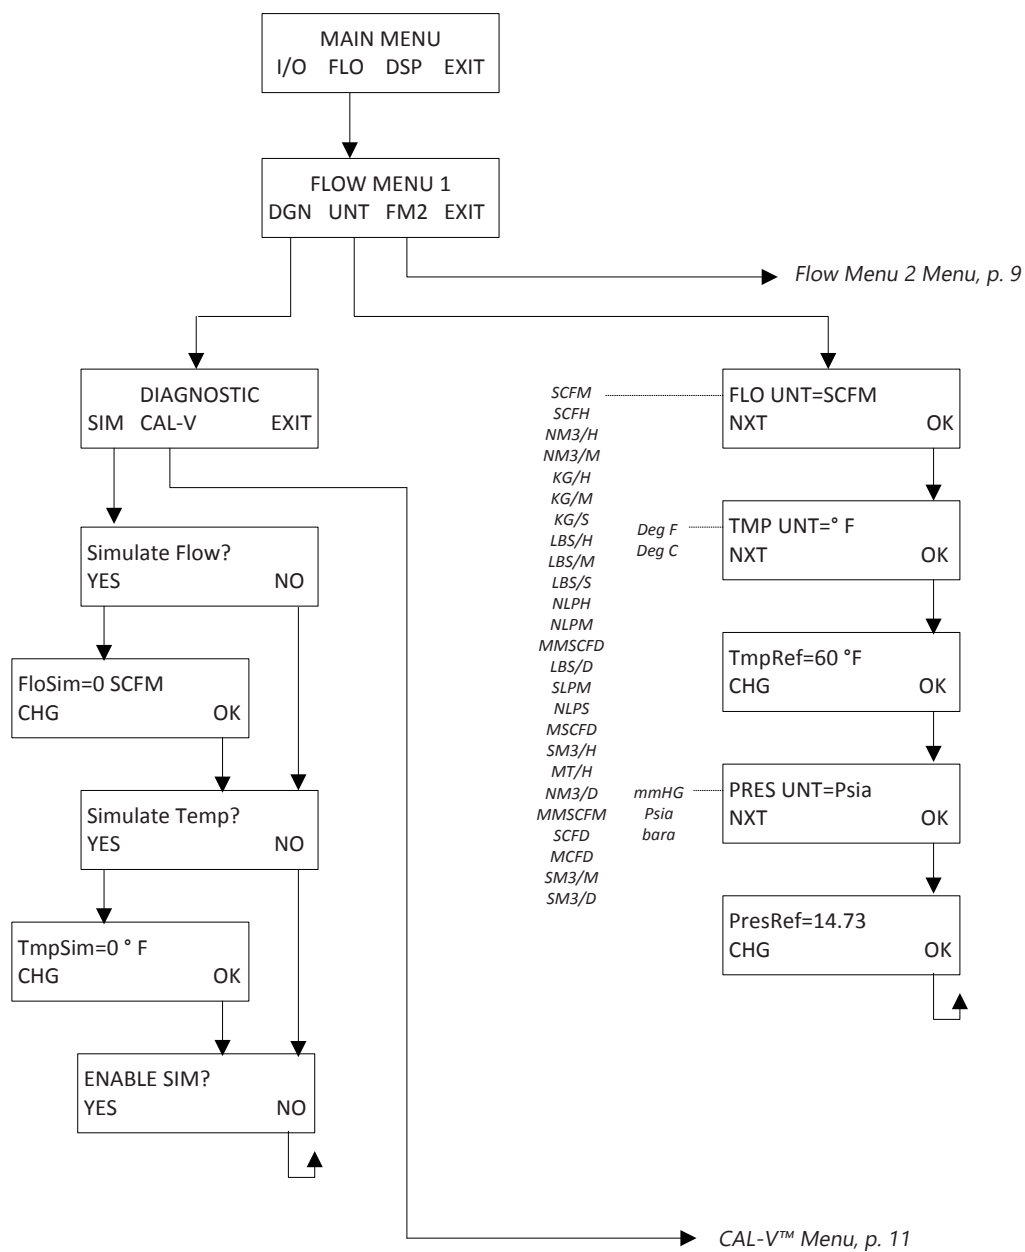 MAIN MENU
I/O FLO DSP EXIT
FLOW MENU 1
DGN UNT FM2 EXIT
Flow Menu 2 Menu, p. 9
DIAGNOSTIC
SIM CAL-V EXIT
Simulate Flow?
YES NO
FloSim=0 SCFM
CHG OK
Simulate Temp?
YES NO
TmpSim=0 ° F
CHG OK
ENABLE SIM?
YES NO
SCFM
SCFH
NM3/H
NM3/M
KG/H
KG/M
KG/S
LBS/H
LBS/M
LBS/S
NLPH
NLPM
MMSCFD
LBS/D
SLPM
NLPS
MSCFD
SM3/H
MT/H
NM3/D
MMSCFM
SCFD
MCFD
SM3/M
SM3/D
FLO UNT=SCFM
NXT OK
Deg F
Deg C
TMP UNT=° F
NXT OK
TmpRef=60 °F
CHG OK
mmHG
Psia
bara
PRES UNT=Psia
NXT OK
PresRef=14.73
CHG OK
CAL-V™ Menu, p. 11